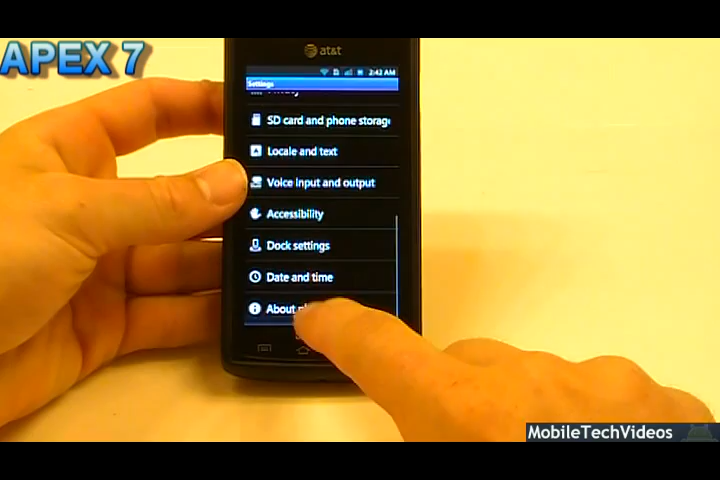 APEX 7
at&t
2:42 AM
Settings
SD card and phone storage
Locale and text
Voice input and output
Accessibility
Dock settings
Date and time
About
MobileTechVideos